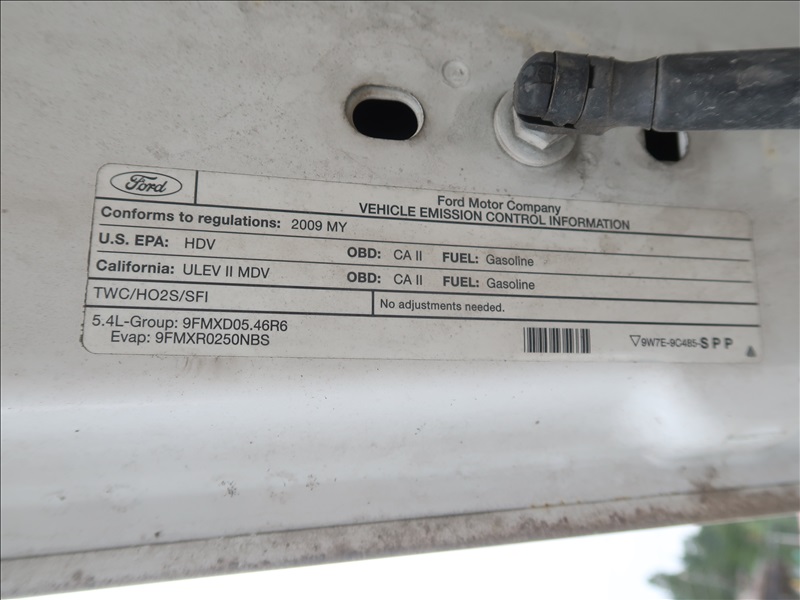 Ford
Ford Motor Company
VEHICLE EMISSION CONTROL INFORMATION
Conforms to regulations: 2009 MY
U.S. EPA: HDV OBD: CA II FUEL: Gasoline
California: ULEV II MDV OBD: CA II FUEL: Gasoline
TWC/HO2S/SFI No adjustments needed.
5.4L-Group: 9FMXD05.46R6
Evap: 9FMXR0250NBS
9W7E-9C485-SPP